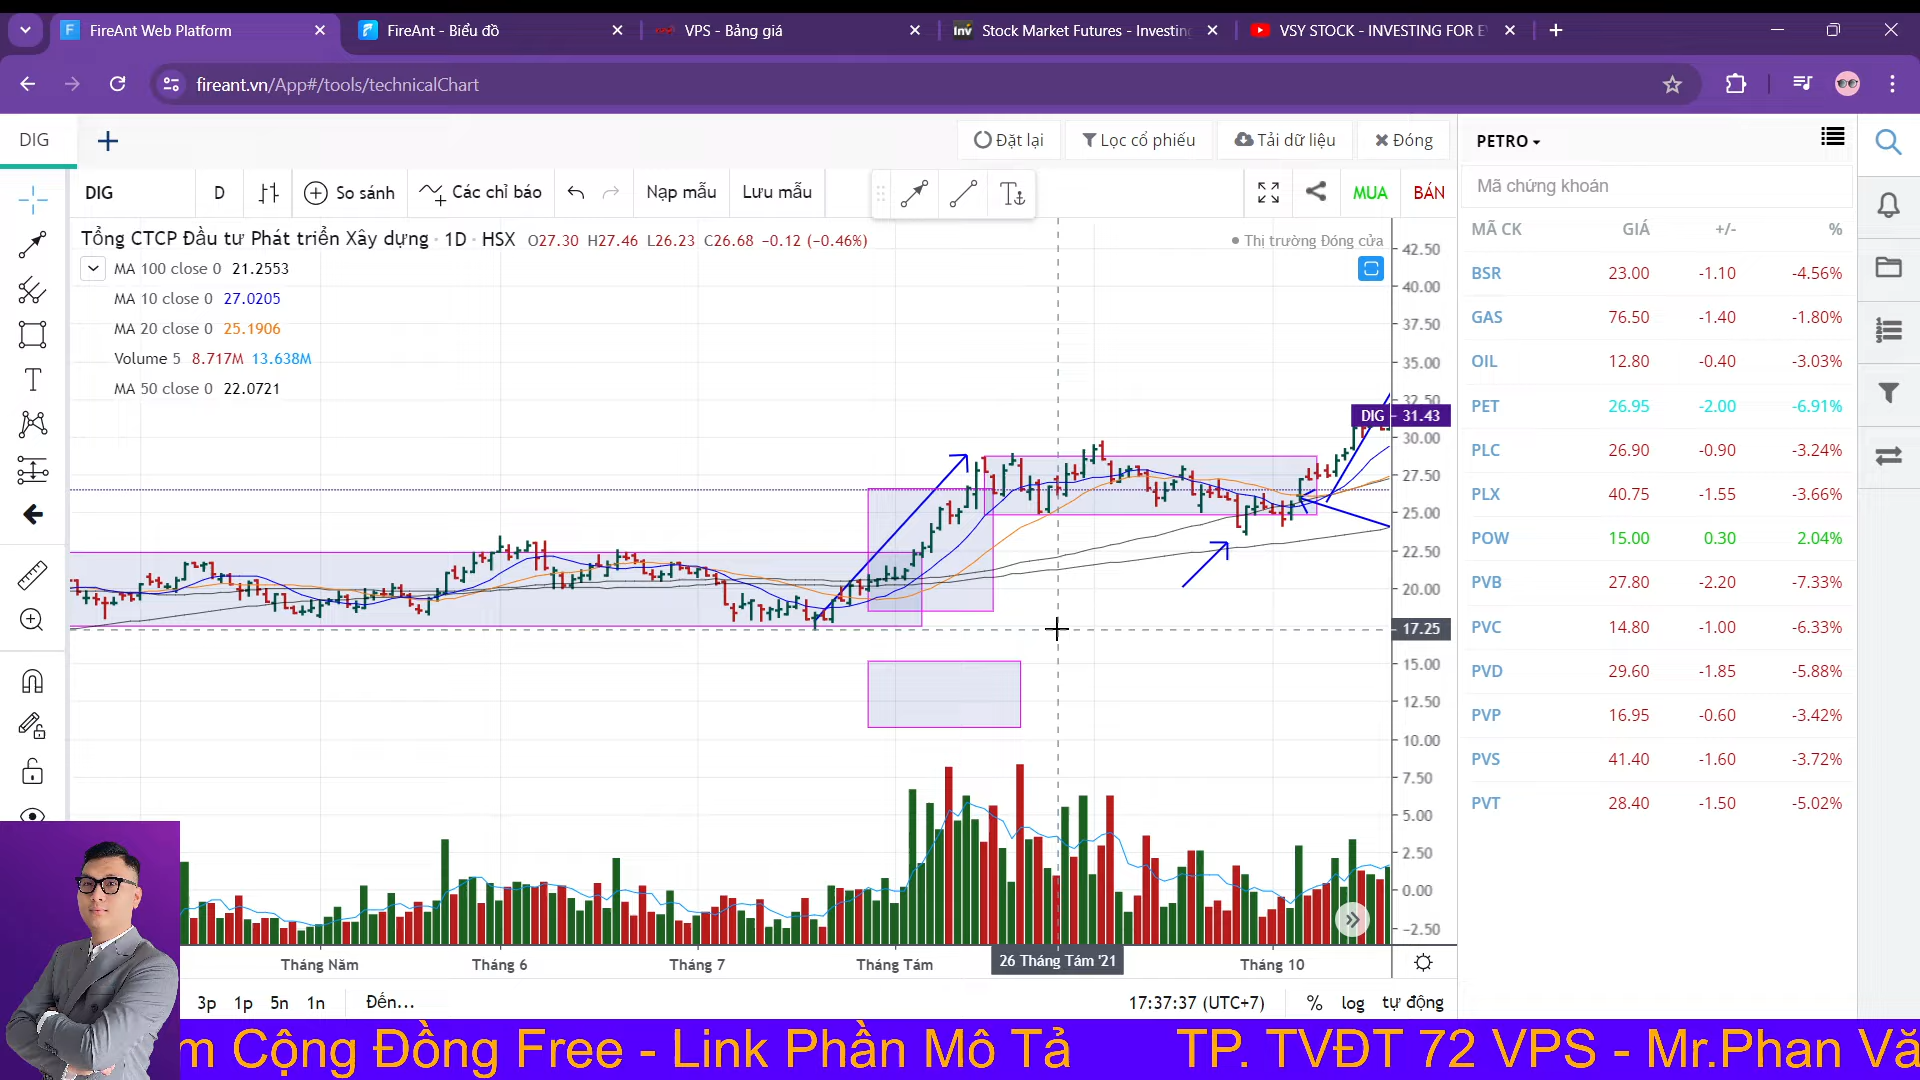 FireAnt Web Platform
FireAnt - Biểu đồ
VPS - Bảng giá
Stock Market Futures - Investing
VSY STOCK - INVESTING FOR E
fireant.vn/App#/tools/technicalChart
DIG
Đặt lại
Lọc cổ phiếu
Tải dữ liệu
Đóng
DIG
D
So sánh
Các chỉ báo
Nạp mẫu
Lưu mẫu
MUA
BÁN
Tổng CTCP Đầu tư Phát triển Xây dựng · 1D · HSX O27.30 H27.46 L26.23 C26.68 −0.12 (−0.46%)
Thị trường Đóng cửa
MA 100 close 0 21.2553
MA 10 close 0 27.0205
MA 20 close 0 25.1906
Volume 5 8.717M 13.638M
MA 50 close 0 22.0721
42.50
40.00
37.50
35.00
32.50
DIG 31.43
30.00
27.50
25.00
22.50
20.00
17.25
15.00
12.50
10.00
7.50
5.00
2.50
0.00
−2.50
Tháng Năm
Tháng 6
Tháng 7
Tháng Tám
26 Tháng Tám '21
Tháng 10
3p 1p 5n 1n Đến...
17:37:37 (UTC+7)
% log tự động
PETRO
Mã chứng khoán
MÃ CK GIÁ +/- %
BSR 23.00 -1.10 -4.56%
GAS 76.50 -1.40 -1.80%
OIL 12.80 -0.40 -3.03%
PET 26.95 -2.00 -6.91%
PLC 26.90 -0.90 -3.24%
PLX 40.75 -1.55 -3.66%
POW 15.00 0.30 2.04%
PVB 27.80 -2.20 -7.33%
PVC 14.80 -1.00 -6.33%
PVD 29.60 -1.85 -5.88%
PVP 16.95 -0.60 -3.42%
PVS 41.40 -1.60 -3.72%
PVT 28.40 -1.50 -5.02%
m Cộng Đồng Free - Link Phần Mô Tả TP. TVĐT 72 VPS - Mr.Phan Vă